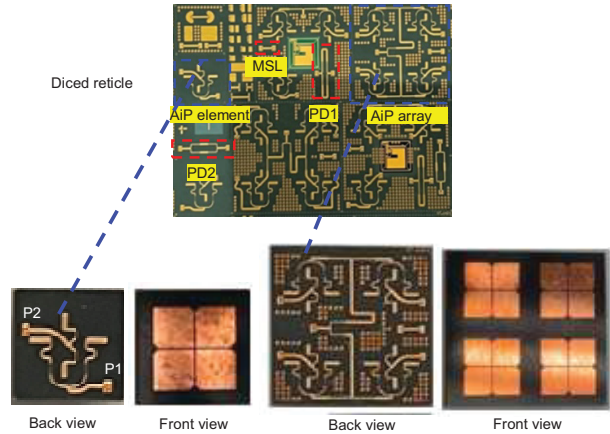 Diced reticle
MSL
AiP element
PD1
AiP array
PD2
P2
P1
Back view
Front view
Back view
Front view